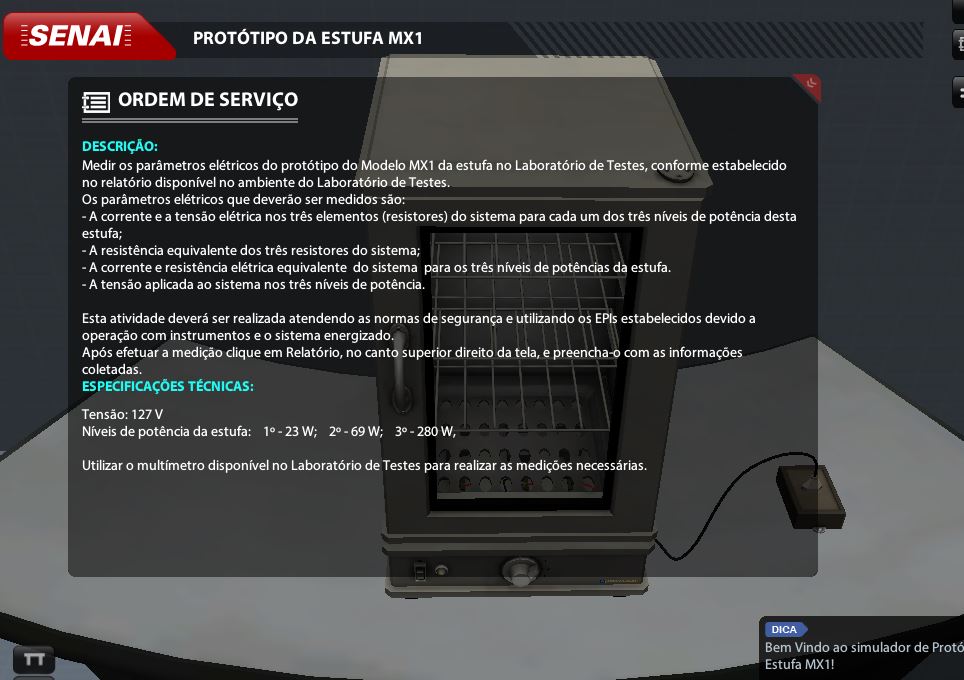 SENAI
PROTÓTIPO DA ESTUFA MX1
ORDEM DE SERVIÇO
DESCRIÇÃO:
Medir os parâmetros elétricos do protótipo do Modelo MX1 da estufa no Laboratório de Testes, conforme estabelecido
no relatório disponível no ambiente do Laboratório de Testes.
Os parâmetros elétricos que deverão ser medidos são:
- A corrente e a tensão elétrica nos três elementos (resistores) do sistema para cada um dos três níveis de potência desta
estufa;
- A resistência equivalente dos três resistores do sistema;
- A corrente e resistência elétrica equivalente do sistema para os três níveis de potências da estufa.
- A tensão aplicada ao sistema nos três níveis de potência.
Esta atividade deverá ser realizada atendendo as normas de segurança e utilizando os EPIs estabelecidos devido a
operação com instrumentos e o sistema energizado.
Após efetuar a medição clique em Relatório, no canto superior direito da tela, e preencha-o com as informações
coletadas.
ESPECIFICAÇÕES TÉCNICAS:
Tensão: 127 V
Níveis de potência da estufa: 1º - 23 W; 2º - 69 W; 3º - 280 W,
Utilizar o multímetro disponível no Laboratório de Testes para realizar as medições necessárias.
DICA
Bem Vindo ao simulador de Protó
Estufa MX1!